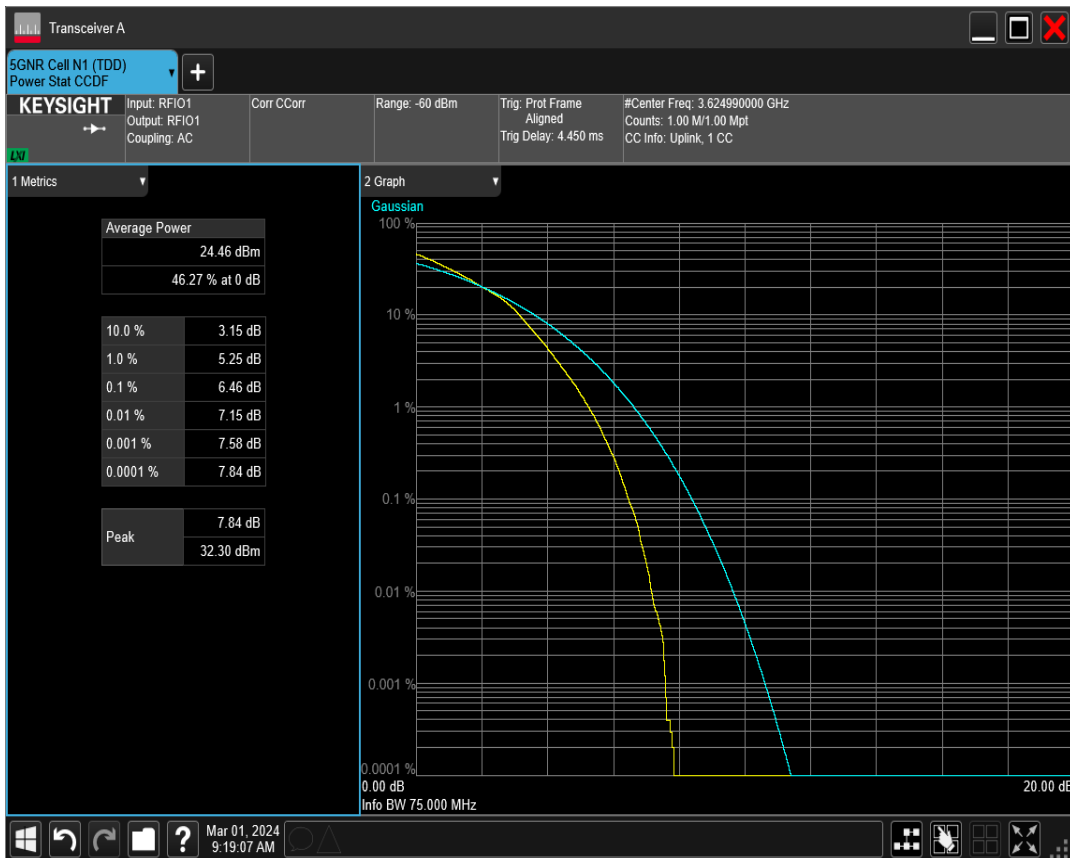 Transceiver A
5GNR Cell N1 (TDD)
Power Stat CCDF
KEYSIGHT
LXI
Input: RFIO1
Output: RFIO1
Coupling: AC
Corr CCorr
Range: -60 dBm
Trig: Prot Frame
Aligned
Trig Delay: 4.450 ms
#Center Freq: 3.624990000 GHz
Counts: 1.00 M/1.00 Mpt
CC Info: Uplink, 1 CC
1 Metrics
Average Power
24.46 dBm
46.27 % at 0 dB
10.0 % 3.15 dB
1.0 % 5.25 dB
0.1 % 6.46 dB
0.01 % 7.15 dB
0.001 % 7.58 dB
0.0001 % 7.84 dB
Peak
7.84 dB
32.30 dBm
2 Graph
Gaussian
100 %
10 %
1 %
0.1 %
0.01 %
0.001 %
0.0001 %
0.00 dB 20.00 dB
Info BW 75.000 MHz
?
Mar 01, 2024
9:19:07 AM